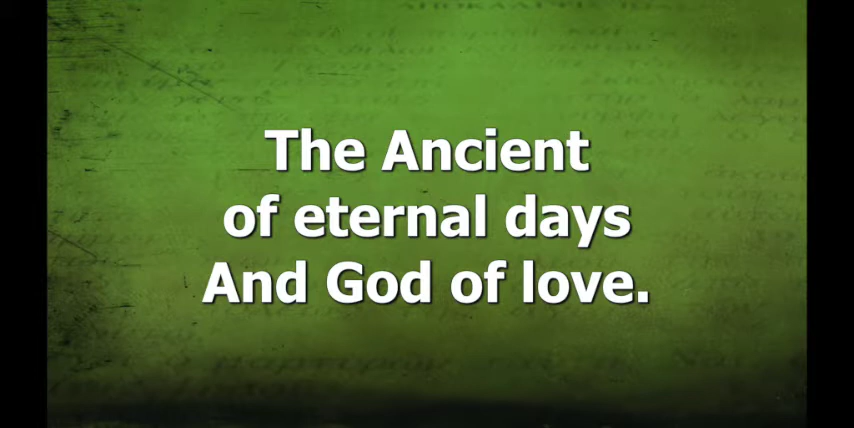 The Ancient
of eternal days
And God of love.